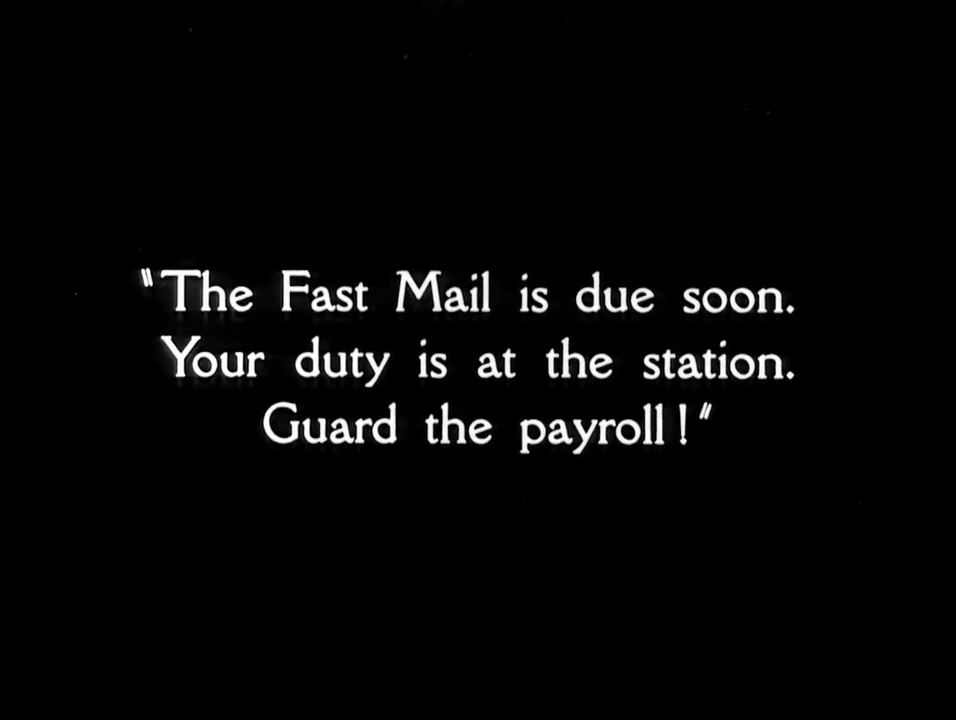 "The Fast Mail is due soon.
Your duty is at the station.
Guard the payroll!"